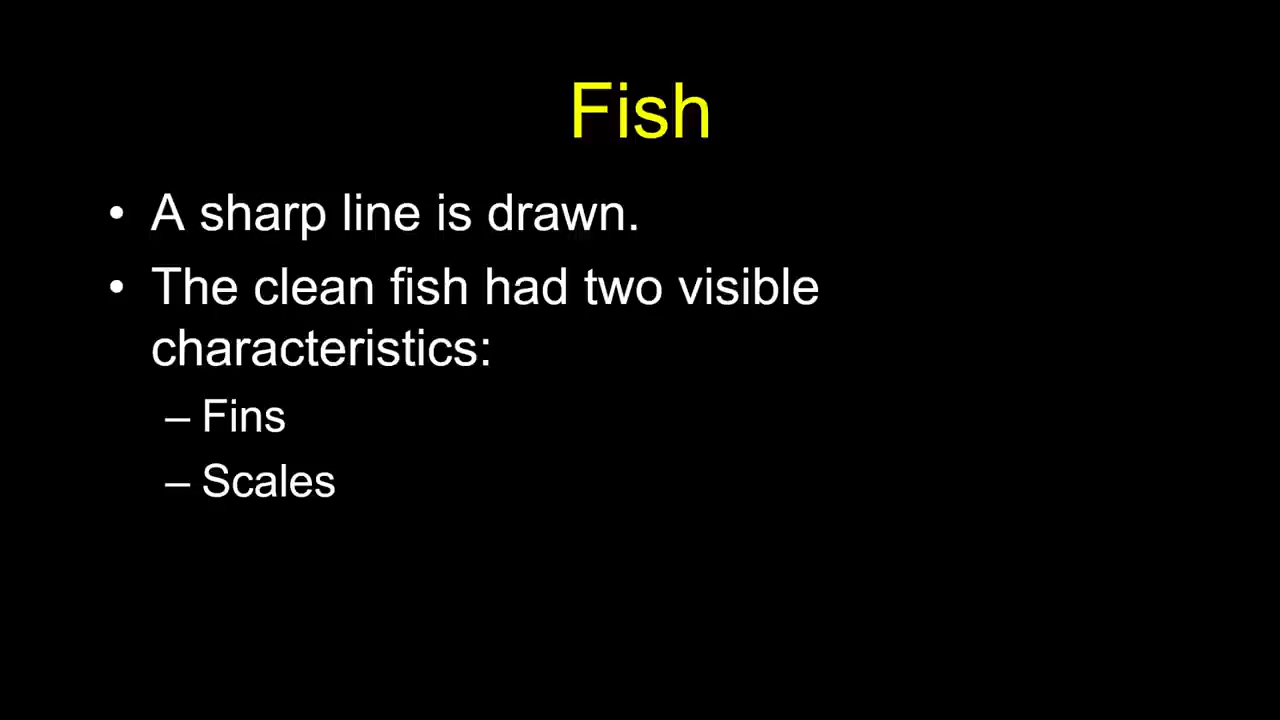 Fish
• A sharp line is drawn.
• The clean fish had two visible
characteristics:
– Fins
– Scales